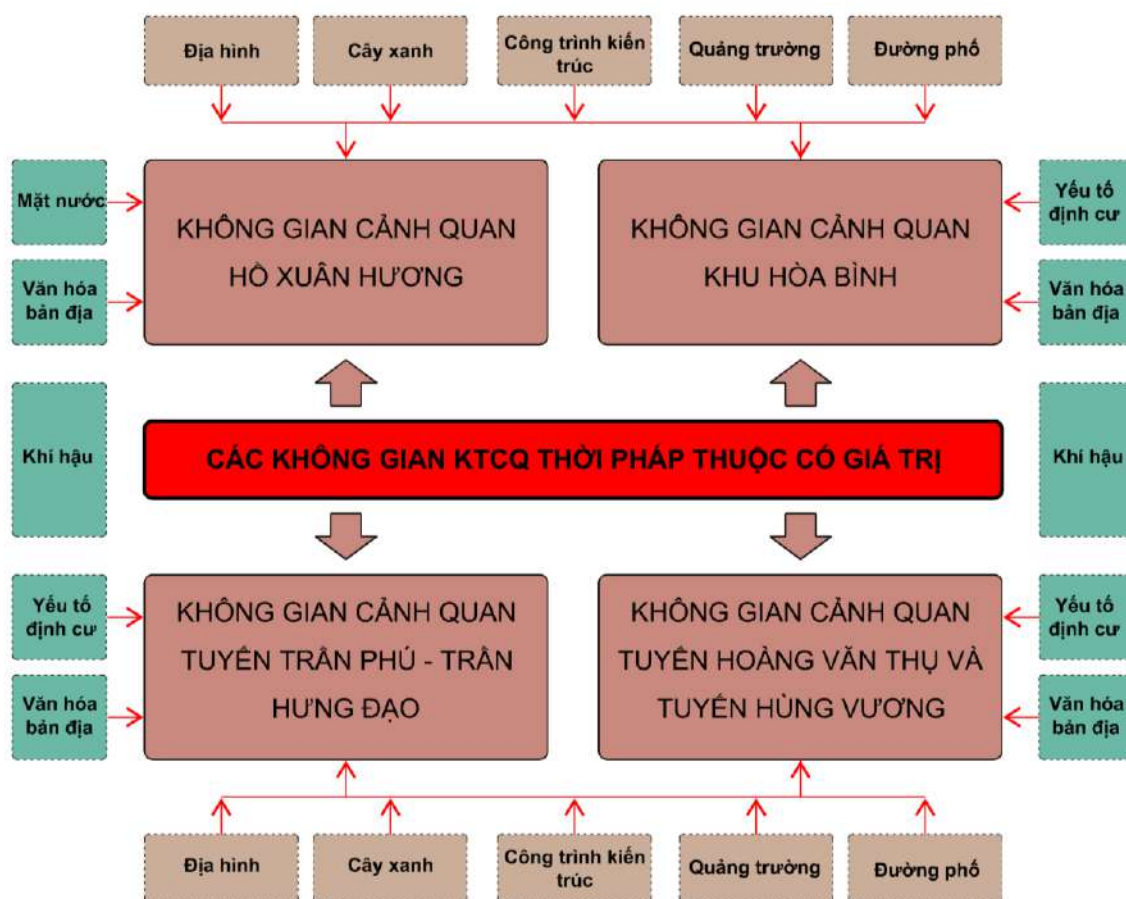 Địa hình
Cây xanh
Công trình kiến
trúc
Quảng trường
Đường phố
Mặt nước
Văn hóa
bản địa
KHÔNG GIAN CẢNH QUAN
HỒ XUÂN HƯƠNG
KHÔNG GIAN CẢNH QUAN
KHU HÒA BÌNH
Yếu tố
định cư
Văn hóa
bản địa
Khí hậu
CÁC KHÔNG GIAN KTCQ THỜI PHÁP THUỘC CÓ GIÁ TRỊ
Khí hậu
Yếu tố
định cư
Văn hóa
bản địa
KHÔNG GIAN CẢNH QUAN
TUYẾN TRẦN PHÚ - TRẦN
HƯNG ĐẠO
KHÔNG GIAN CẢNH QUAN
TUYẾN HOÀNG VĂN THỤ VÀ
TUYẾN HÙNG VƯƠNG
Yếu tố
định cư
Văn hóa
bản địa
Địa hình
Cây xanh
Công trình kiến
trúc
Quảng trường
Đường phố